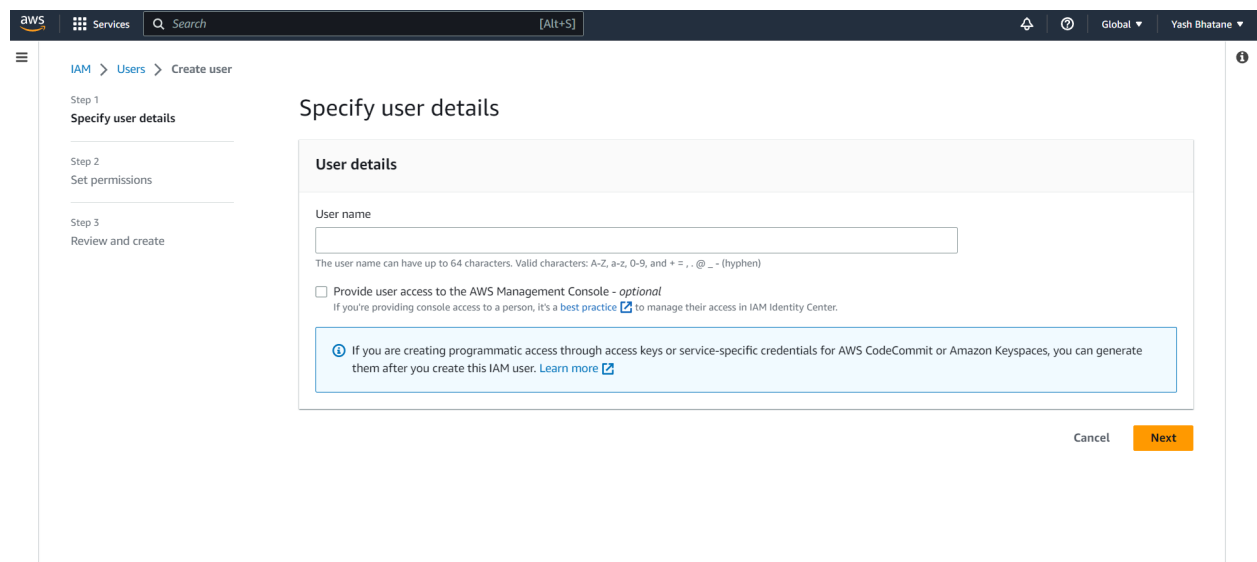 aws
Services
Search
[Alt+S]
Global
Yash Bhatane
IAM > Users > Create user
Step 1
Specify user details
Step 2
Set permissions
Step 3
Review and create
Specify user details
User details
User name
The user name can have up to 64 characters. Valid characters: A-Z, a-z, 0-9, and + = , . @ _ - (hyphen)
Provide user access to the AWS Management Console - optional
If you're providing console access to a person, it's a best practice to manage their access in IAM Identity Center.
If you are creating programmatic access through access keys or service-specific credentials for AWS CodeCommit or Amazon Keyspaces, you can generate
them after you create this IAM user. Learn more
Cancel
Next